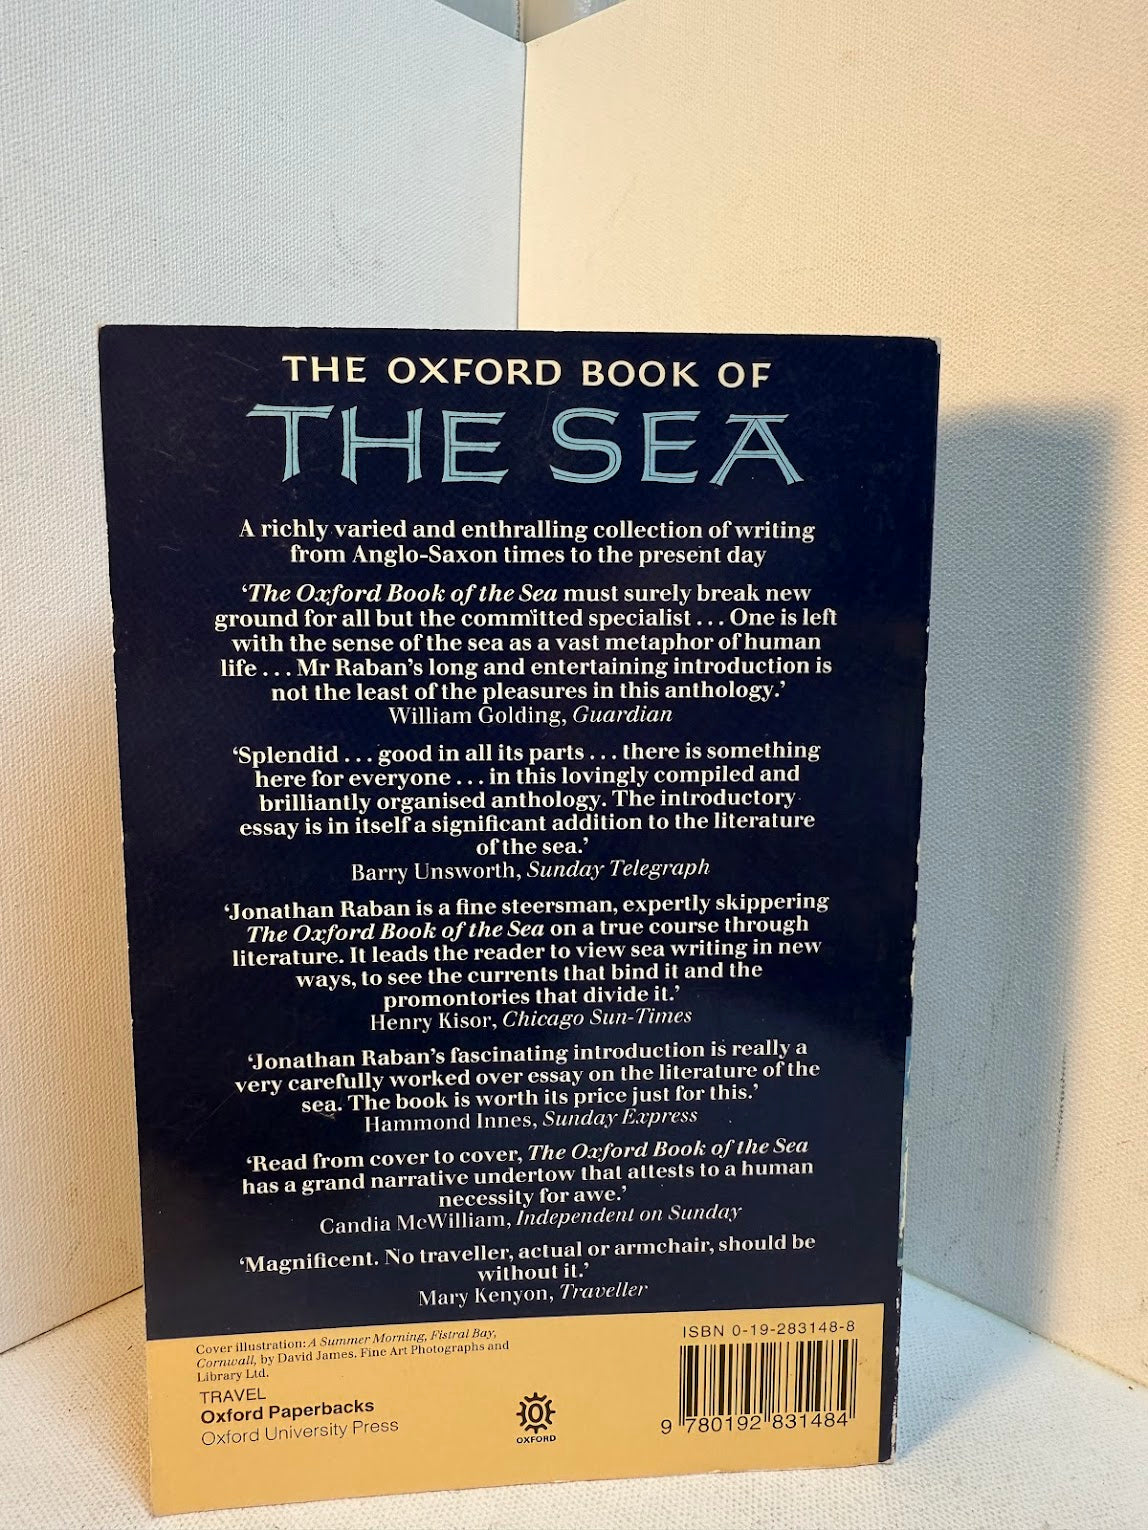 THE OXFORD BOOK OF
THE SEA
A richly varied and enthralling collection of writing
from Anglo-Saxon times to the present day
‘The Oxford Book of the Sea must surely break new
ground for all but the committed specialist . . . One is left
with the sense of the sea as a vast metaphor of human
life . . . Mr Raban’s long and entertaining introduction is
not the least of the pleasures in this anthology.’
William Golding, Guardian
‘Splendid . . . good in all its parts . . . there is something
here for everyone . . . in this lovingly compiled and
brilliantly organised anthology. The introductory
essay is in itself a significant addition to the literature
of the sea.’
Barry Unsworth, Sunday Telegraph
‘Jonathan Raban is a fine steersman, expertly skippering
The Oxford Book of the Sea on a true course through
literature. It leads the reader to view sea writing in new
ways, to see the currents that bind it and the
promontories that divide it.’
Henry Kisor, Chicago Sun-Times
‘Jonathan Raban’s fascinating introduction is really a
very carefully worked over essay on the literature of the
sea. The book is worth its price just for this.’
Hammond Innes, Sunday Express
‘Read from cover to cover, The Oxford Book of the Sea
has a grand narrative undertow that attests to a human
necessity for awe.’
Candia McWilliam, Independent on Sunday
‘Magnificent. No traveller, actual or armchair, should be
without it.’
Mary Kenyon, Traveller
Cover illustration: A Summer Morning, Fistral Bay,
Cornwall, by David James. Fine Art Photographs and
Library Ltd.
TRAVEL
Oxford Paperbacks
Oxford University Press
OXFORD
ISBN 0-19-283148-8
9 780192 831484